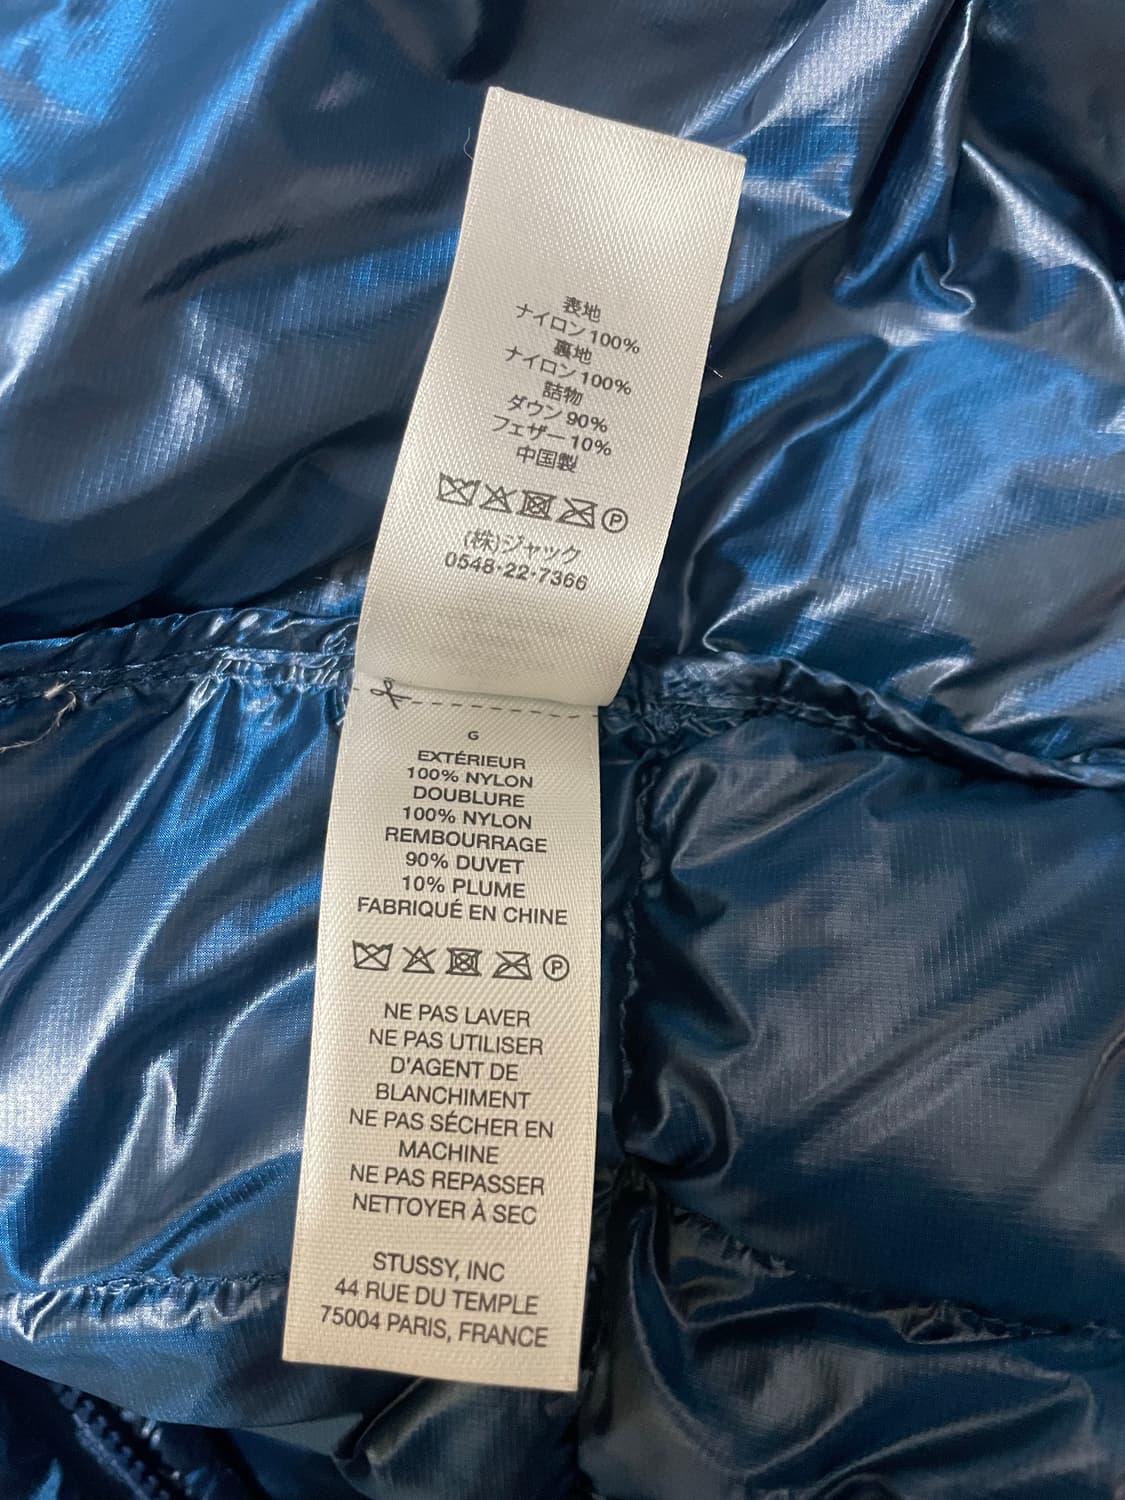 表地
ナイロン100%
裏地
ナイロン100%
詰物
ダウン 90%
フェザー 10%
中国製
P
(株)ジャック
0548-22-7366
G
EXTÉRIEUR
100% NYLON
DOUBLURE
100% NYLON
REMBOURRAGE
90% DUVET
10% PLUME
FABRIQUÉ EN CHINE
P
NE PAS LAVER
NE PAS UTILISER
D'AGENT DE
BLANCHIMENT
NE PAS SÉCHER EN
MACHINE
NE PAS REPASSER
NETTOYER À SEC
STUSSY, INC
44 RUE DU TEMPLE
75004 PARIS, FRANCE